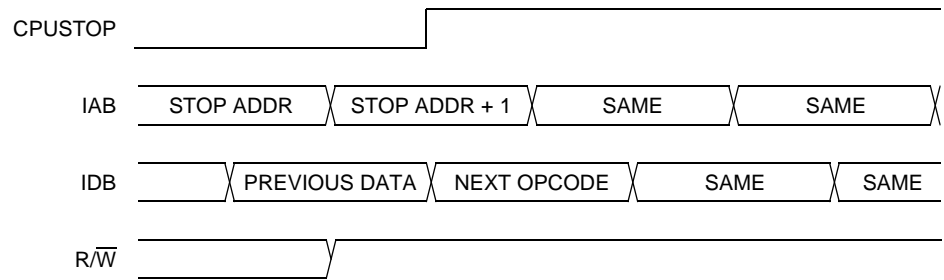 CPUSTOP
IAB STOP ADDR STOP ADDR + 1 SAME SAME
IDB PREVIOUS DATA NEXT OPCODE SAME SAME
R/W̅